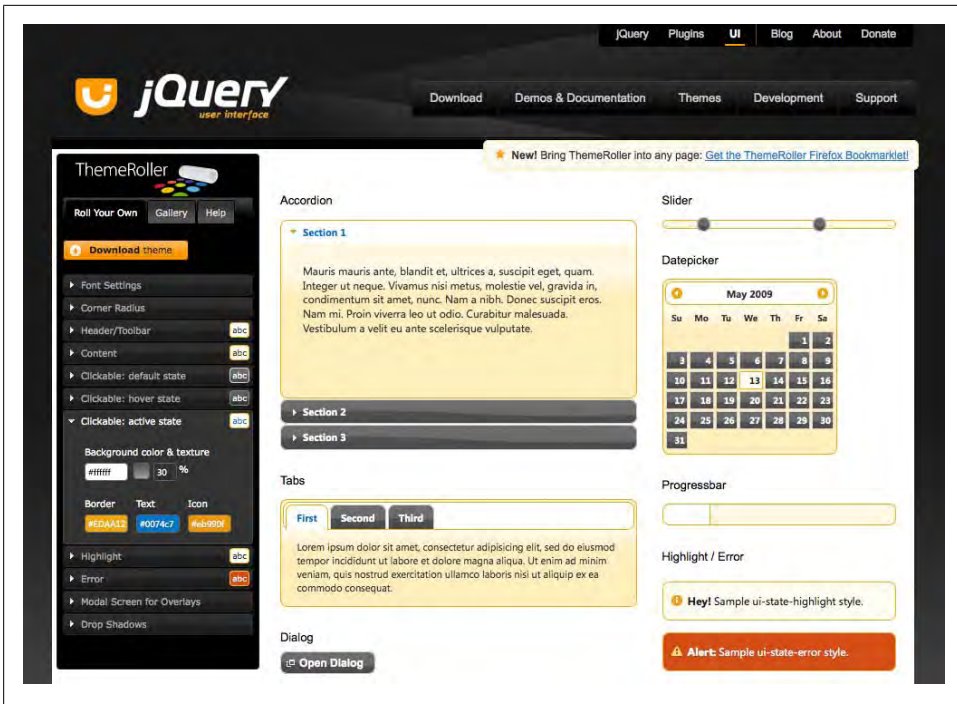 jQuery Plugins UI Blog About Donate
jQuery
user interface
Download Demos & Documentation Themes Development Support
New! Bring ThemeRoller into any page: Get the ThemeRoller Firefox Bookmarklet!
ThemeRoller
Roll Your Own Gallery Help
Download theme
Font Settings
Corner Radius
Header/Toolbar abc
Content abc
Clickable: default state abc
Clickable: hover state abc
Clickable: active state abc
Background color & texture
#ffffff 30 %
Border Text Icon
#EDAA12 #0074c7 #eb990f
Highlight abc
Error abc
Modal Screen for Overlays
Drop Shadows
Accordion
Section 1
Mauris mauris ante, blandit et, ultrices a, suscipit eget, quam.
Integer ut neque. Vivamus nisi metus, molestie vel, gravida in,
condimentum sit amet, nunc. Nam a nibh. Donec suscipit eros.
Nam mi. Proin viverra leo ut odio. Curabitur malesuada.
Vestibulum a velit eu ante scelerisque vulputate.
Section 2
Section 3
Tabs
First Second Third
Lorem ipsum dolor sit amet, consectetur adipisicing elit, sed do eiusmod
tempor incididunt ut labore et dolore magna aliqua. Ut enim ad minim
veniam, quis nostrud exercitation ullamco laboris nisi ut aliquip ex ea
commodo consequat.
Dialog
Open Dialog
Slider
Datepicker
May 2009
Su Mo Tu We Th Fr Sa
1 2
3 4 5 6 7 8 9
10 11 12 13 14 15 16
17 18 19 20 21 22 23
24 25 26 27 28 29 30
31
Progressbar
Highlight / Error
Hey! Sample ui-state-highlight style.
Alert: Sample ui-state-error style.